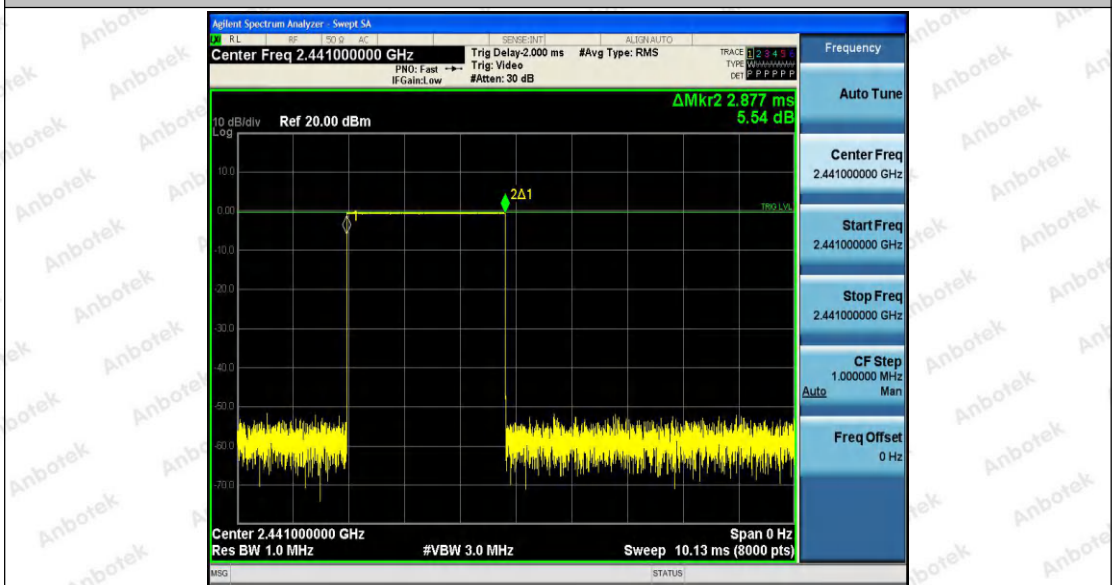 Agilent Spectrum Analyzer - Swept SA
RL RF 50 Ω AC SENSE:INT ALIGNAUTO
Center Freq 2.441000000 GHz
PNO: Fast
IFGain:Low
Trig Delay-2.000 ms
Trig: Video
#Atten: 30 dB
#Avg Type: RMS
TRACE 1 2 3 4 5 6
TYPE
DET P P P P P P
ΔMkr2 2.877 ms
5.54 dB
10 dB/div Ref 20.00 dBm
Log
10.0
0.00
-10.0
-20.0
-30.0
-40.0
-50.0
-60.0
-70.0
1
2Δ1
TRIG LVL
Center 2.441000000 GHz
Span 0 Hz
Res BW 1.0 MHz
#VBW 3.0 MHz
Sweep 10.13 ms (8000 pts)
MSG
STATUS
Frequency
Auto Tune
Center Freq
2.441000000 GHz
Start Freq
2.441000000 GHz
Stop Freq
2.441000000 GHz
CF Step
1.000000 MHz
Auto Man
Freq Offset
0 Hz
Anbotek